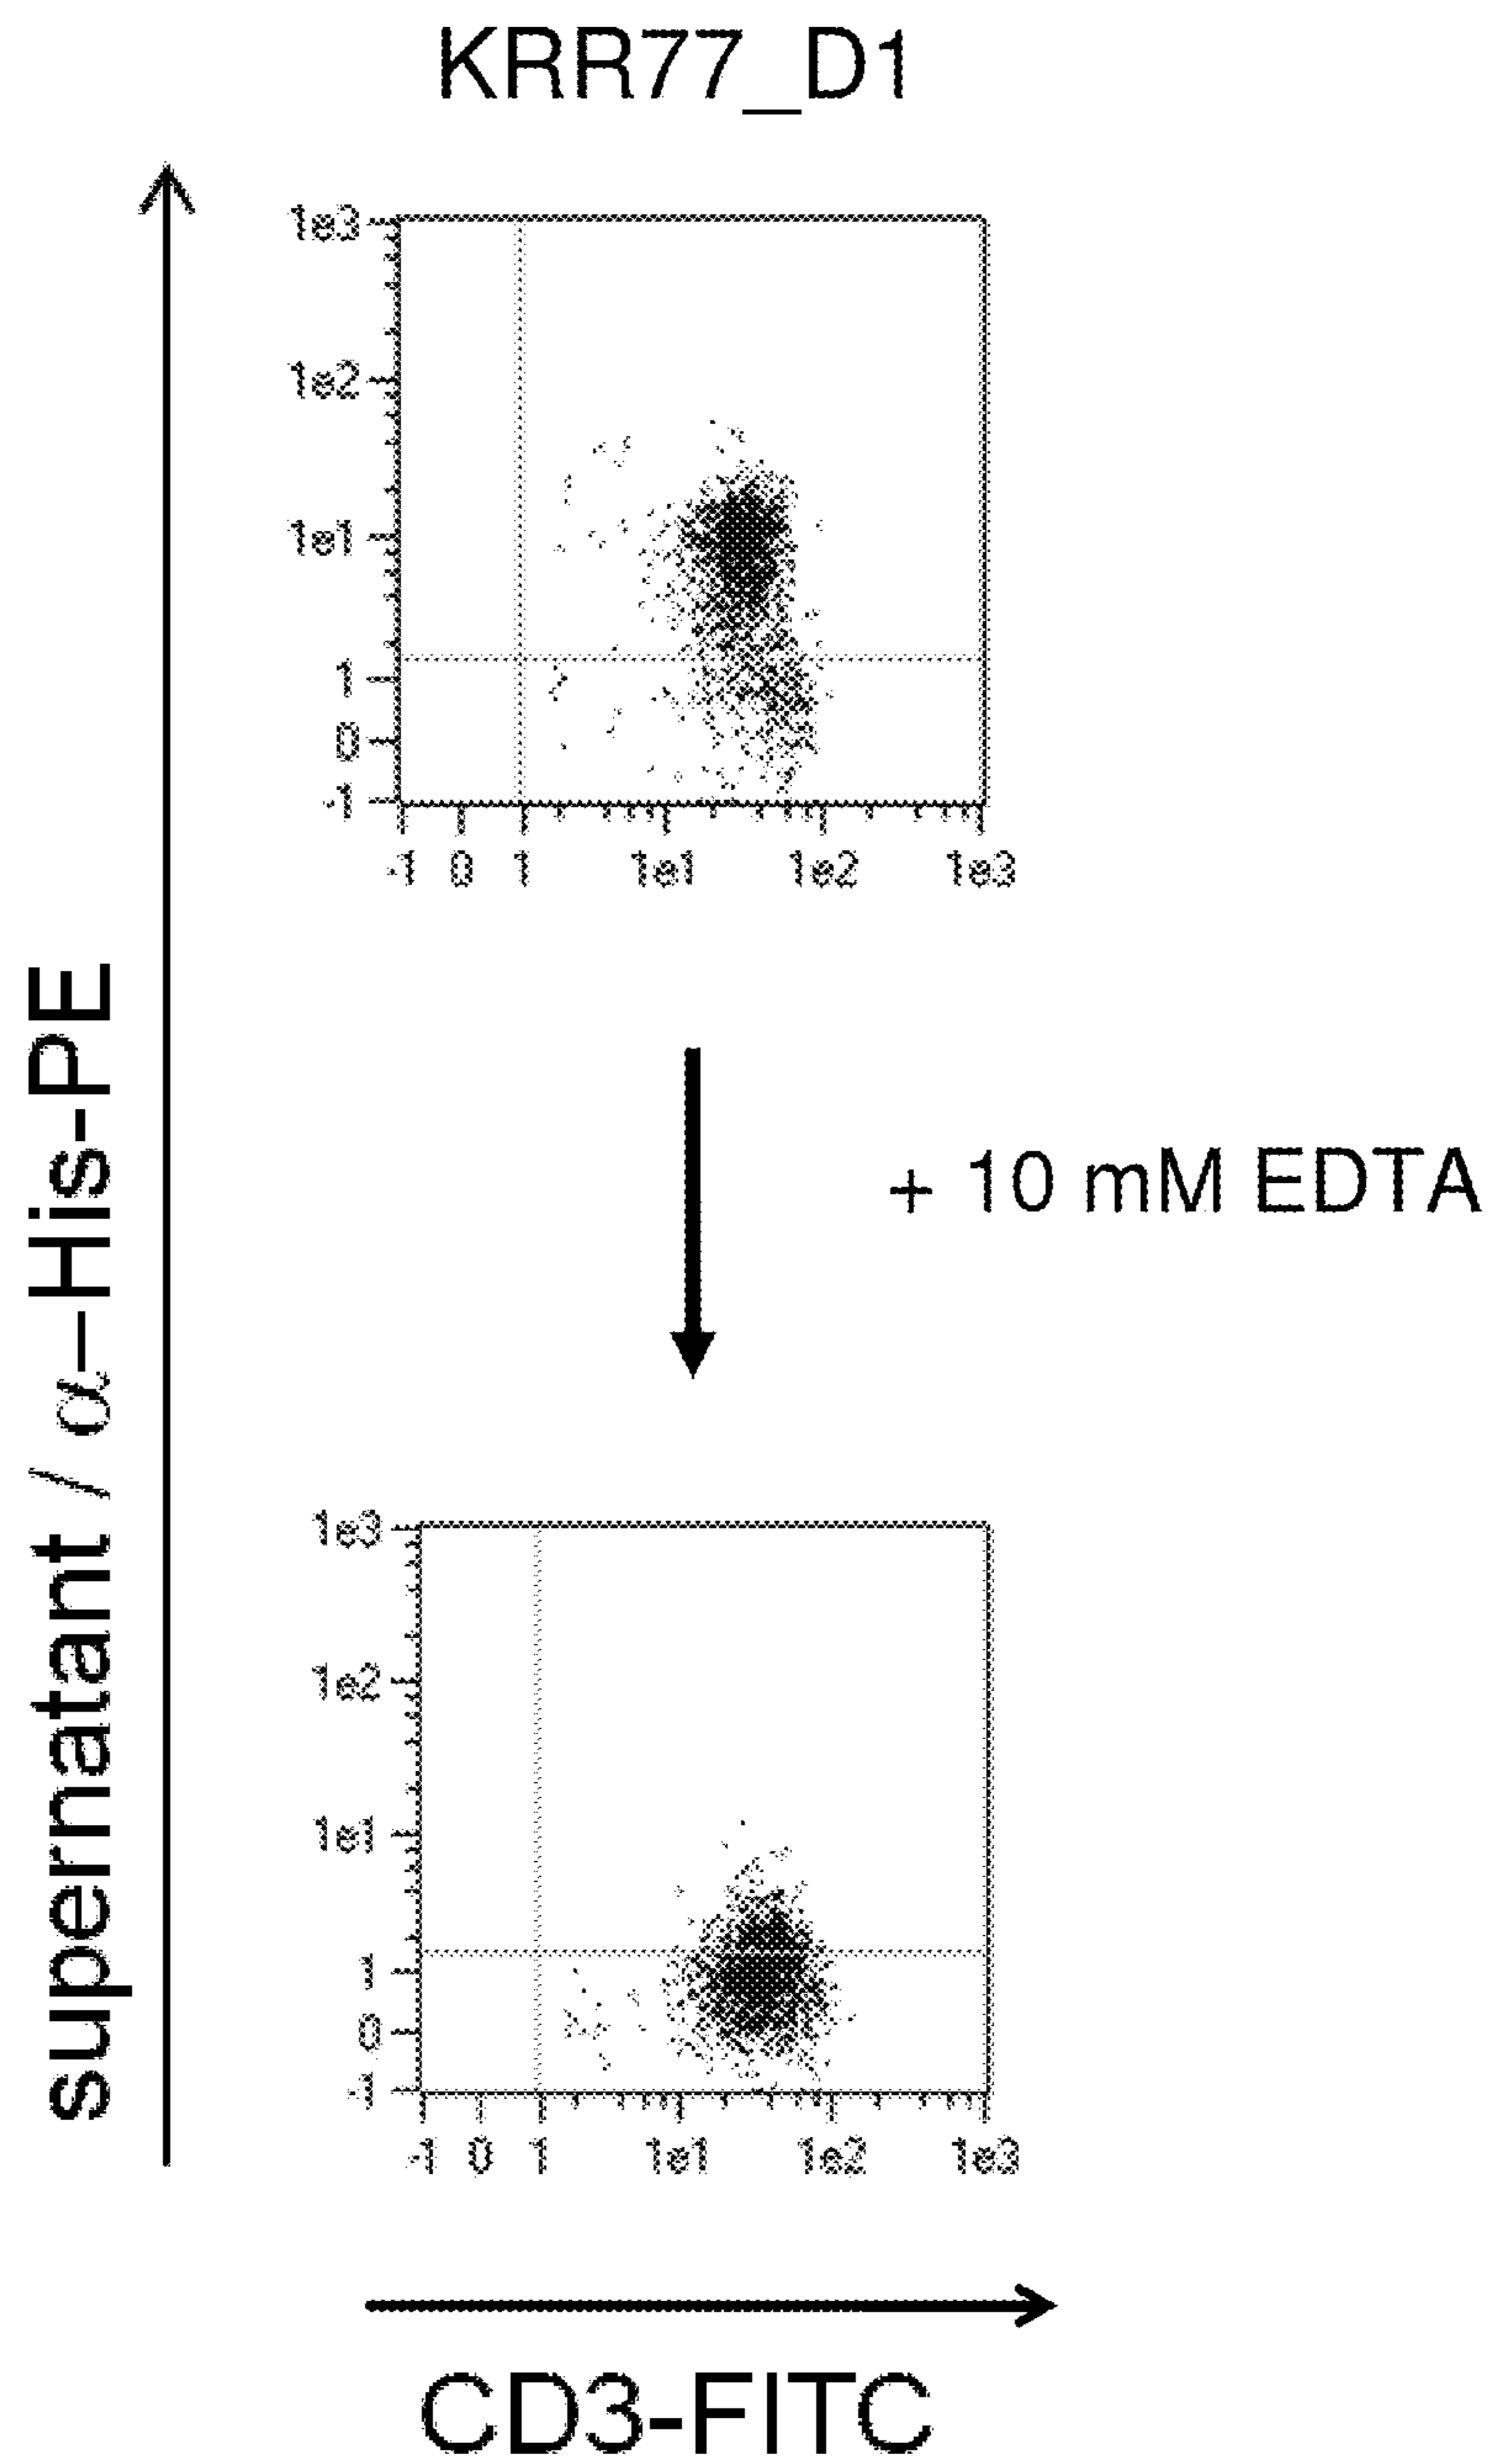 KRR77_D1
1e3
1e2
1e1
1
0
-1
-1 0 1 1e1 1e2 1e3
+ 10 mM EDTA
supernatant / α–His-PE
1e3
1e2
1e1
1
0
-1
-1 0 1 1e1 1e2 1e3
CD3-FITC